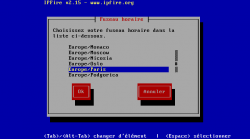 IPFire v2.15 - www.ipfire.org
Fuseau horaire
Choisissez votre fuseau horaire dans la
liste ci-dessous.
Europe/Monaco
Europe/Moscow
Europe/Nicosia
Europe/Oslo
Europe/Paris
Europe/Podgorica
Ok
Annuler
<Tab>/<Alt-Tab> changer d'élément | <Espace> sélectionner